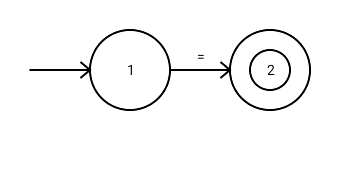 1 = 2